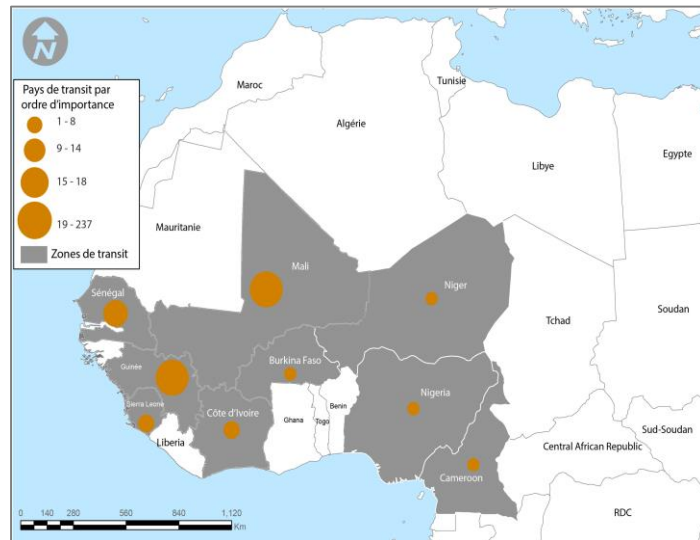 N
Pays de transit par
ordre d'importance
1 - 8
9 - 14
15 - 18
19 - 237
Zones de transit
Maroc
Tunisie
Algérie
Libye
Egypte
Mauritanie
Mali
Niger
Tchad
Soudan
Sénégal
Guinée
Burkina Faso
Nigeria
Sierra Leone
Côte d'Ivoire
Ghana
Togo
Benin
Liberia
Sud-Soudan
Central African Republic
Cameroon
RDC
0 140 280 560 840 1,120
Km